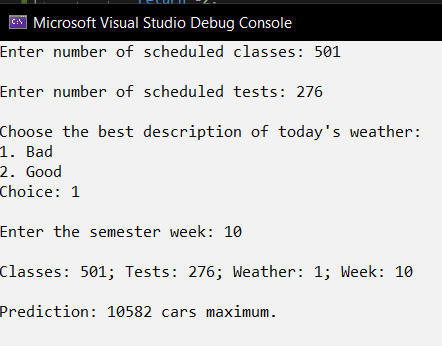 return -2;
Microsoft Visual Studio Debug Console
Enter number of scheduled classes: 501
Enter number of scheduled tests: 276
Choose the best description of today's weather:
1. Bad
2. Good
Choice: 1
Enter the semester week: 10
Classes: 501; Tests: 276; Weather: 1; Week: 10
Prediction: 10582 cars maximum.